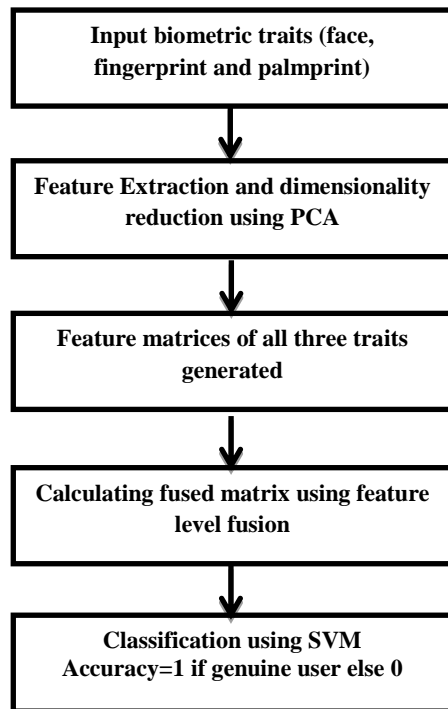 Input biometric traits (face,
fingerprint and palmprint)
Feature Extraction and dimensionality
reduction using PCA
Feature matrices of all three traits
generated
Calculating fused matrix using feature
level fusion
Classification using SVM
Accuracy=1 if genuine user else 0